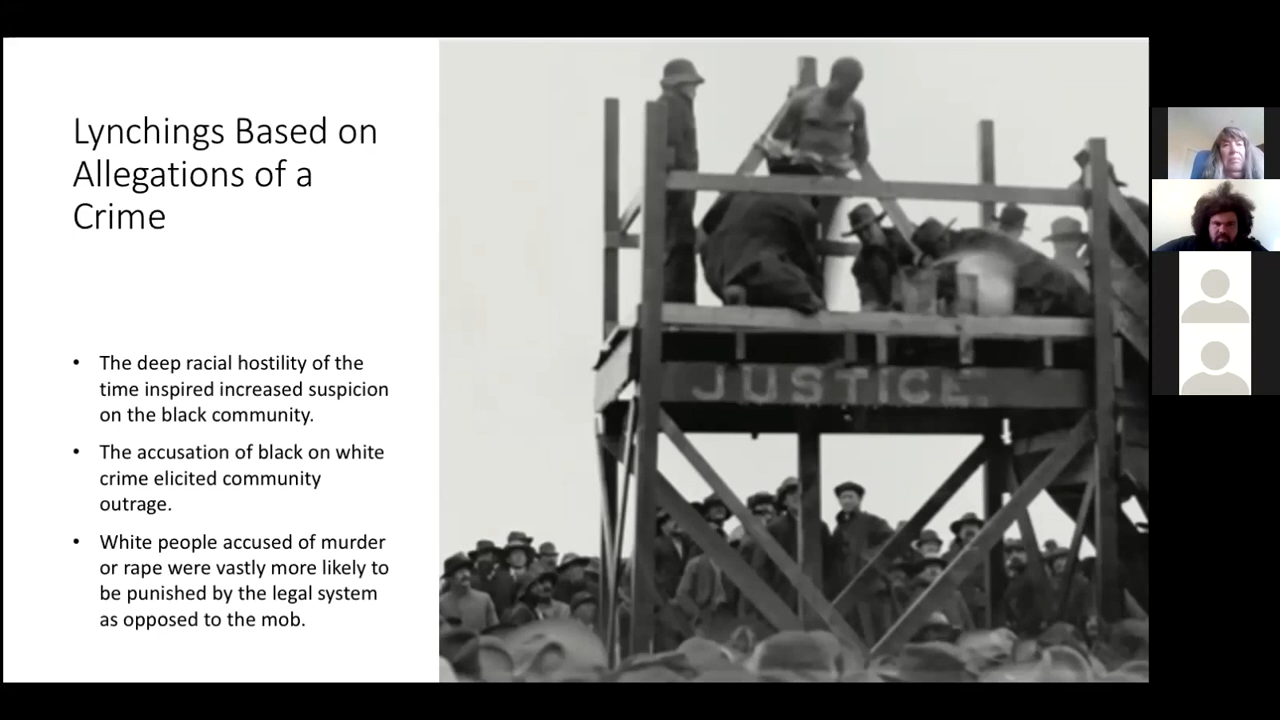 Lynchings Based on
Allegations of a
Crime
• The deep racial hostility of the
time inspired increased suspicion
on the black community.
• The accusation of black on white
crime elicited community
outrage.
• White people accused of murder
or rape were vastly more likely to
be punished by the legal system
as opposed to the mob.
JUSTICE.